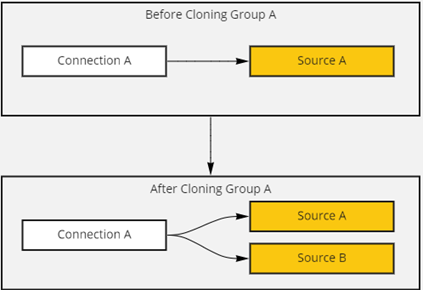 Before Cloning Group A
Connection A
Source A
After Cloning Group A
Source A
Connection A
Source B